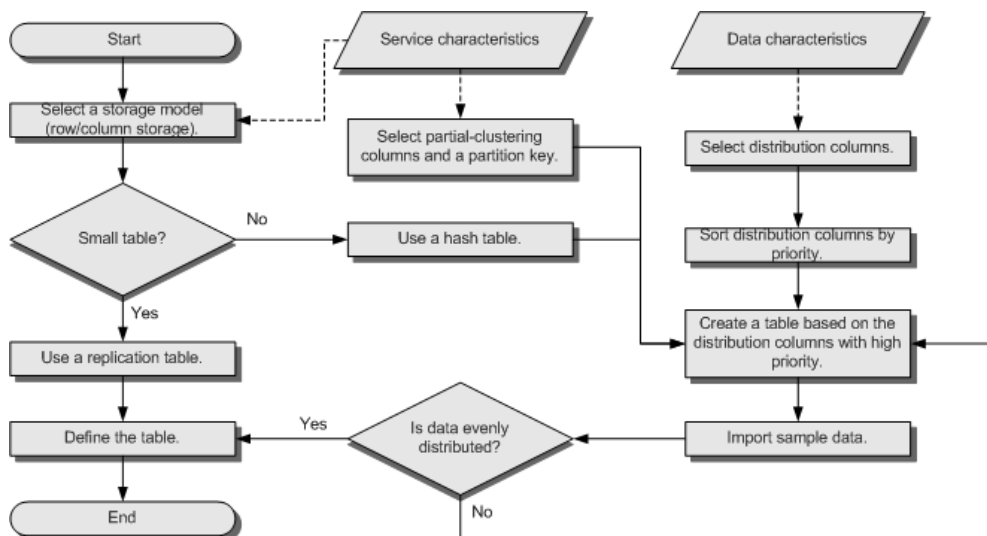 Start
Service characteristics
Data characteristics
Select a storage model
(row/column storage).
Select partial-clustering
columns and a partition key.
Select distribution columns.
Small table?
No
Use a hash table.
Sort distribution columns by
priority.
Yes
Create a table based on the
distribution columns with high
priority.
Use a replication table.
Define the table.
Yes
Is data evenly
distributed?
Import sample data.
No
End